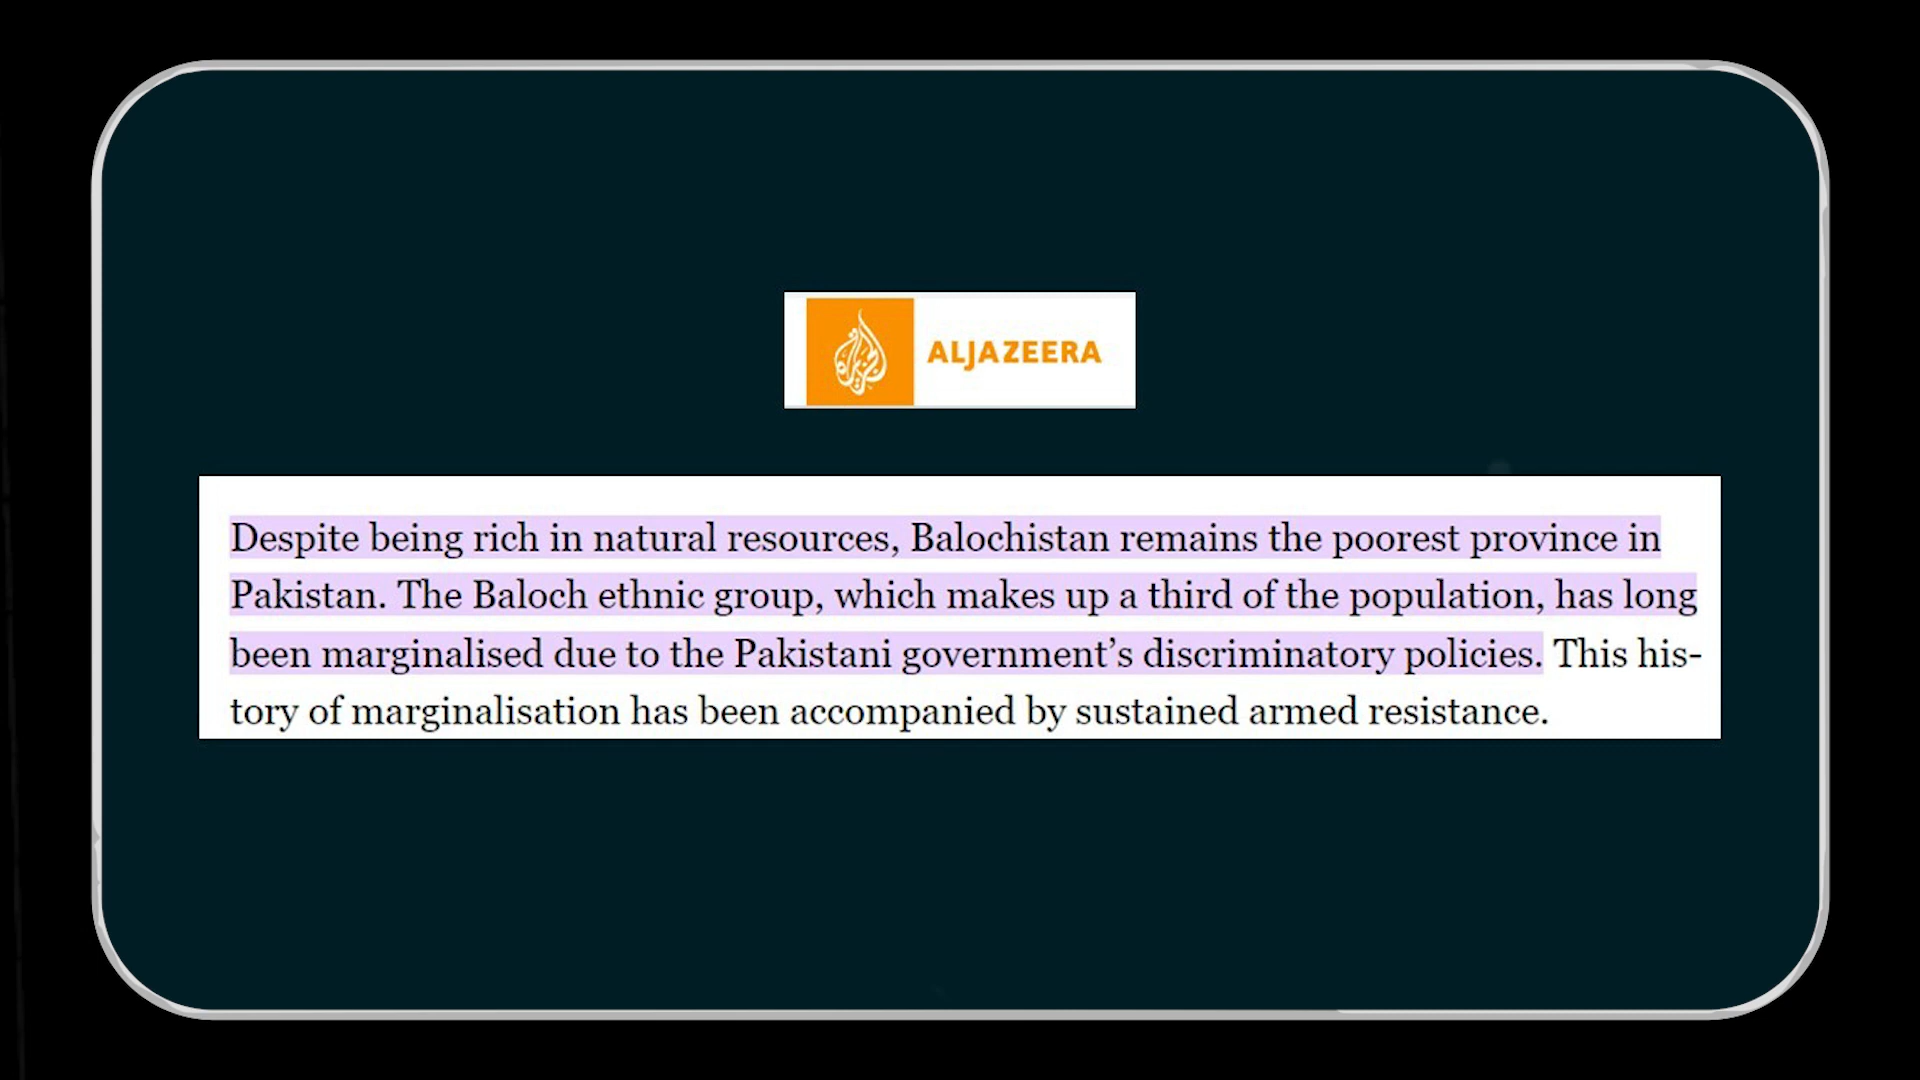 ALJAZEERA
Despite being rich in natural resources, Balochistan remains the poorest province in
Pakistan. The Baloch ethnic group, which makes up a third of the population, has long
been marginalised due to the Pakistani government’s discriminatory policies. This his-
tory of marginalisation has been accompanied by sustained armed resistance.